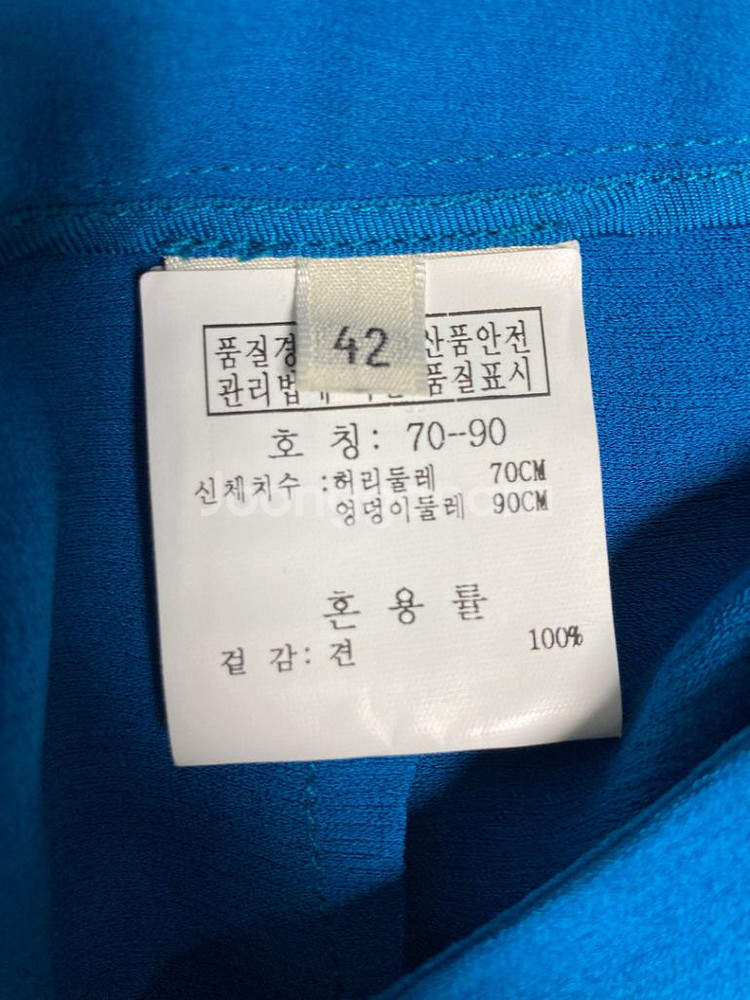 42
품질경 산품안전
관리법 품질표시
호 칭: 70-90
신체치수 : 허리둘레 70CM
엉덩이둘레 90CM
혼 용 률
겉 감: 견 100%